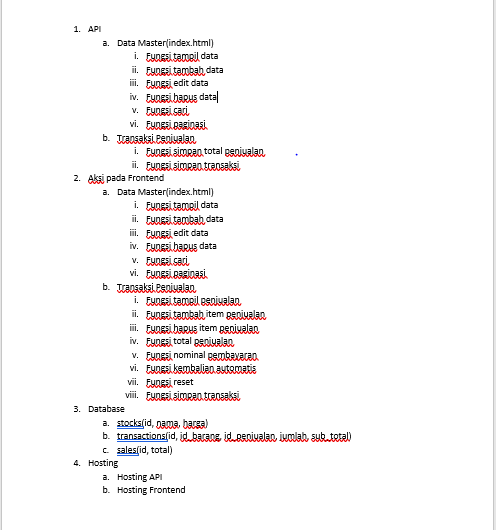 1. API
a. Data Master(index.html)
i. Fungsi tampil data
ii. Fungsi tambah data
iii. Fungsi edit data
iv. Fungsi hapus data
v. Fungsi cari
vi. Fungsi paginasi
b. Transaksi Penjualan
i. Fungsi simpan total penjualan
ii. Fungsi simpan transaksi
2. Aksi pada Frontend
a. Data Master(index.html)
i. Fungsi tampil data
ii. Fungsi tambah data
iii. Fungsi edit data
iv. Fungsi hapus data
v. Fungsi cari
vi. Fungsi paginasi
b. Transaksi Penjualan
i. Fungsi tampil penjualan
ii. Fungsi tambah item penjualan
iii. Fungsi hapus item penjualan
iv. Fungsi total penjualan
v. Fungsi nominal pembayaran
vi. Fungsi kembalian automatis
vii. Fungsi reset
viii. Fungsi simpan transaksi
3. Database
a. stocks(id, nama, harga)
b. transactions(id, id_barang, id_penjualan, jumlah, sub_total)
c. sales(id, total)
4. Hosting
a. Hosting API
b. Hosting Frontend